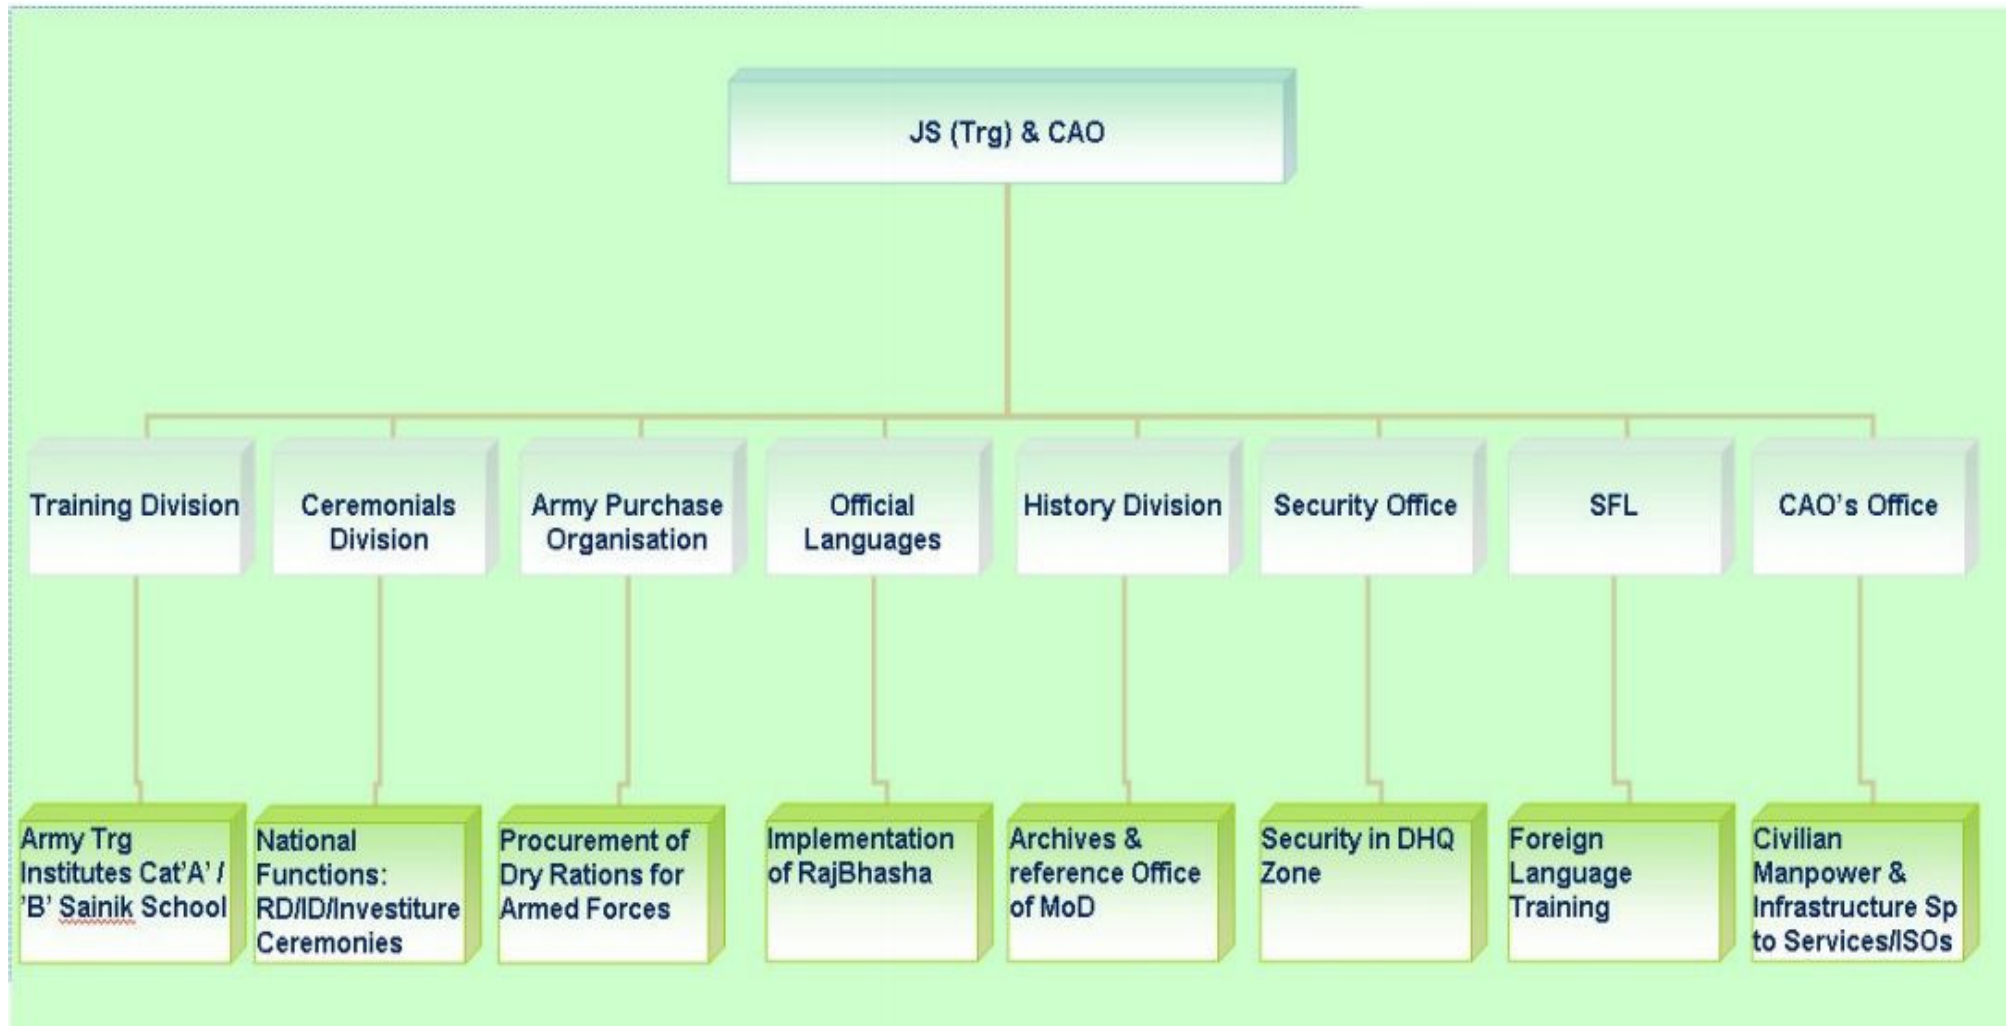 JS (Trg) & CAO
Training Division
Ceremonials
Division
Army Purchase
Organisation
Official
Languages
History Division
Security Office
SFL
CAO's Office
Army Trg
Institutes Cat'A' /
'B' Sainik School
National
Functions:
RD/ID/Investiture
Ceremonies
Procurement of
Dry Rations for
Armed Forces
Implementation
of RajBhasha
Archives &
reference Office
of MoD
Security in DHQ
Zone
Foreign
Language
Training
Civilian
Manpower &
Infrastructure Sp
to Services/ISOs